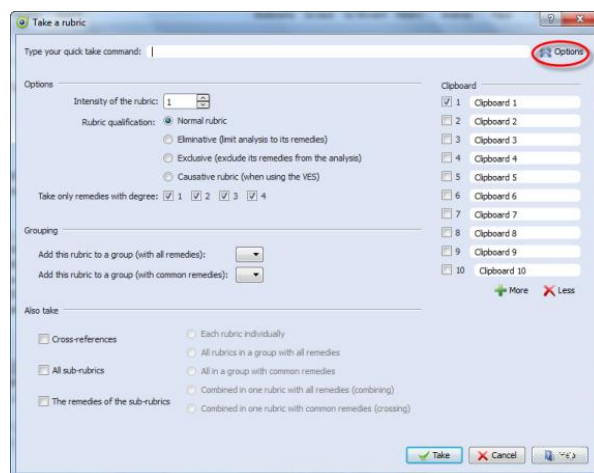 Take a rubric
Type your quick take command:
Options
Options
Intensity of the rubric: 1
Rubric qualification: Normal rubric
Eliminative (limit analysis to its remedies)
Exclusive (exclude its remedies from the analysis)
Causative rubric (when using the VES)
Take only remedies with degree: 1 2 3 4
Grouping
Add this rubric to a group (with all remedies):
Add this rubric to a group (with common remedies):
Also take
Cross-references
All sub-rubrics
The remedies of the sub-rubrics
Each rubric individually
All rubrics in a group with all remedies
All in a group with common remedies
Combined in one rubric with all remedies (combining)
Combined in one rubric with common remedies (crossing)
Clipboard
1 Clipboard 1
2 Clipboard 2
3 Clipboard 3
4 Clipboard 4
5 Clipboard 5
6 Clipboard 6
7 Clipboard 7
8 Clipboard 8
9 Clipboard 9
10 Clipboard 10
More Less
Take Cancel